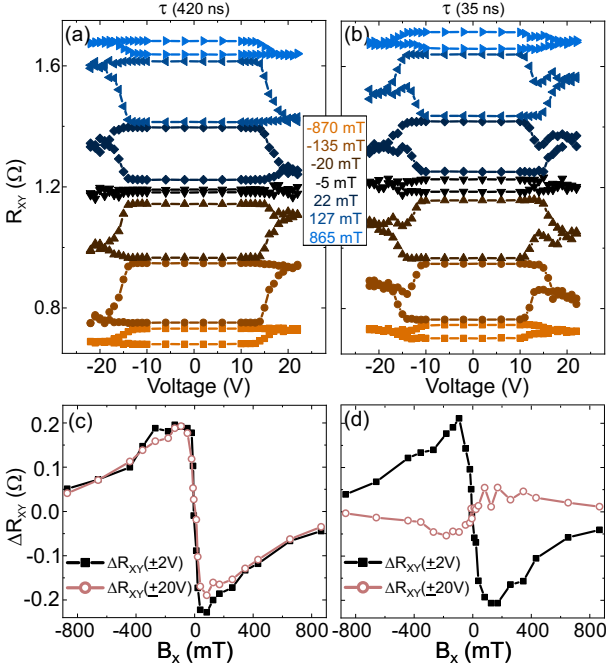 τ (420 ns)
τ (35 ns)
(a)
(b)
1.6
1.2
0.8
R_XY (Ω)
-870 mT
-135 mT
-20 mT
-5 mT
22 mT
127 mT
865 mT
-20 -10 0 10 20
-20 -10 0 10 20
Voltage (V)
Voltage (V)
(c)
(d)
0.2
0.1
0.0
-0.1
-0.2
ΔR_XY (Ω)
ΔR_XY(±2V)
ΔR_XY(±20V)
ΔR_XY(±2V)
ΔR_XY(±20V)
-800 -400 0 400 800
-800 -400 0 400 800
B_X (mT)
B_X (mT)